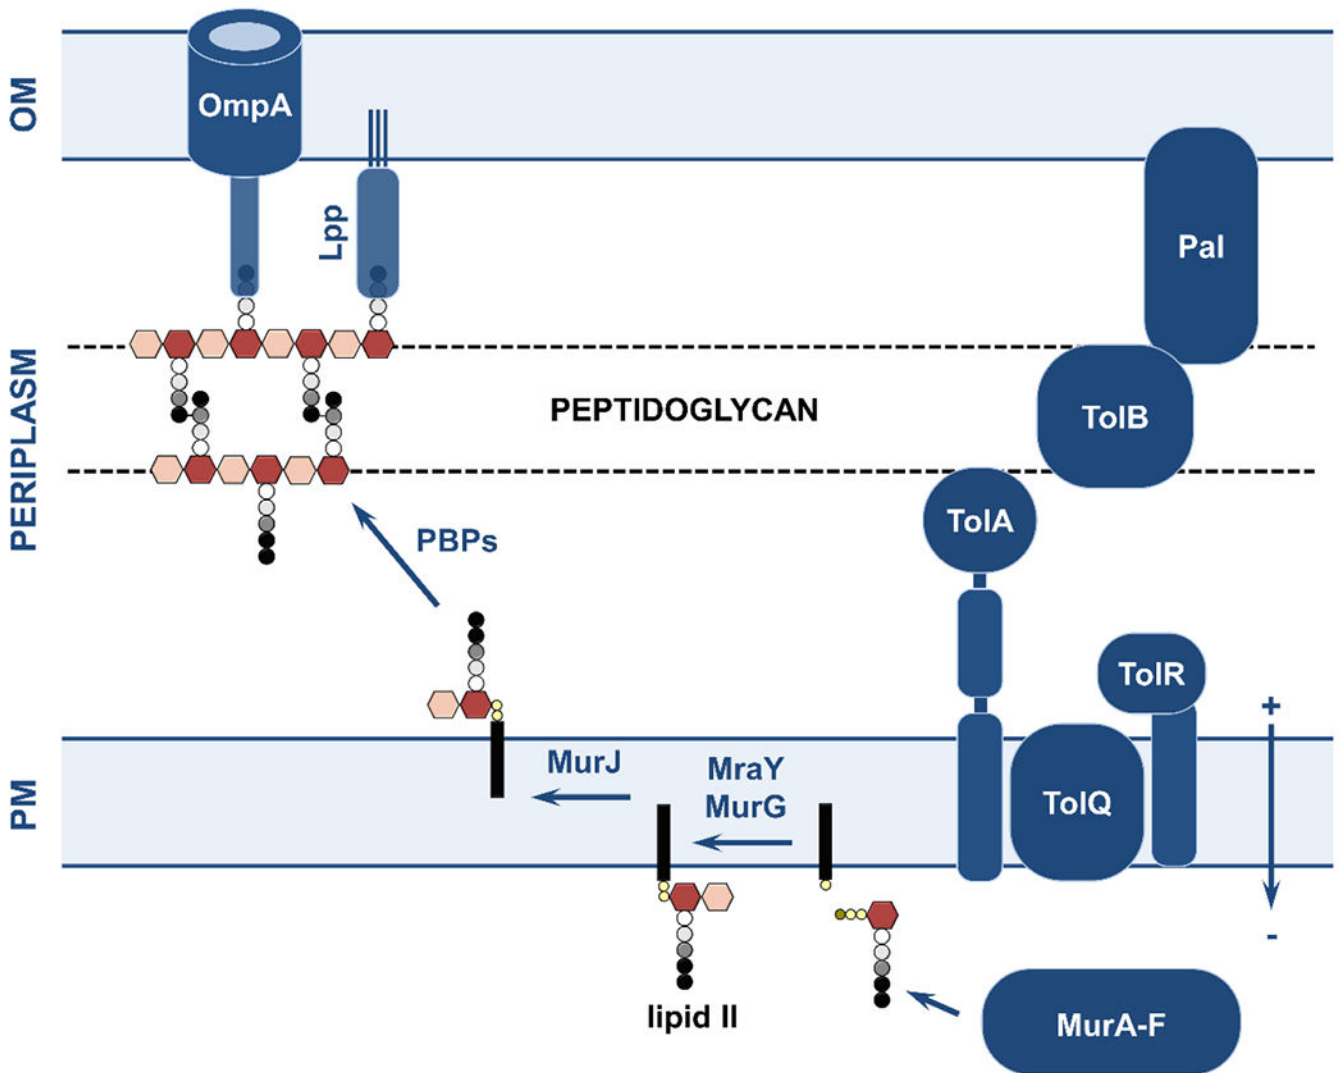 OM
OmpA
Lpp
Pal
PERIPLASM
PEPTIDOGLYCAN
TolB
TolA
PBPs
TolR
+
PM
MurJ
MraY
MurG
TolQ
-
lipid II
MurA-F